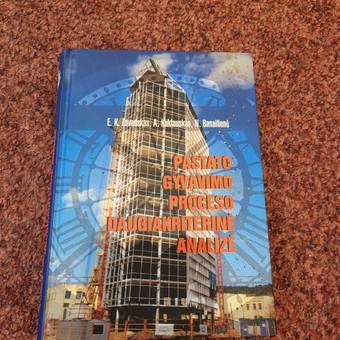 E. K. Zavadskas, A. Kaklauskas, N. Banaitienė
PASTATO
GYVAVIMO
PROCESO
DAUGIAKRITERINĖ
ANALIZĖ